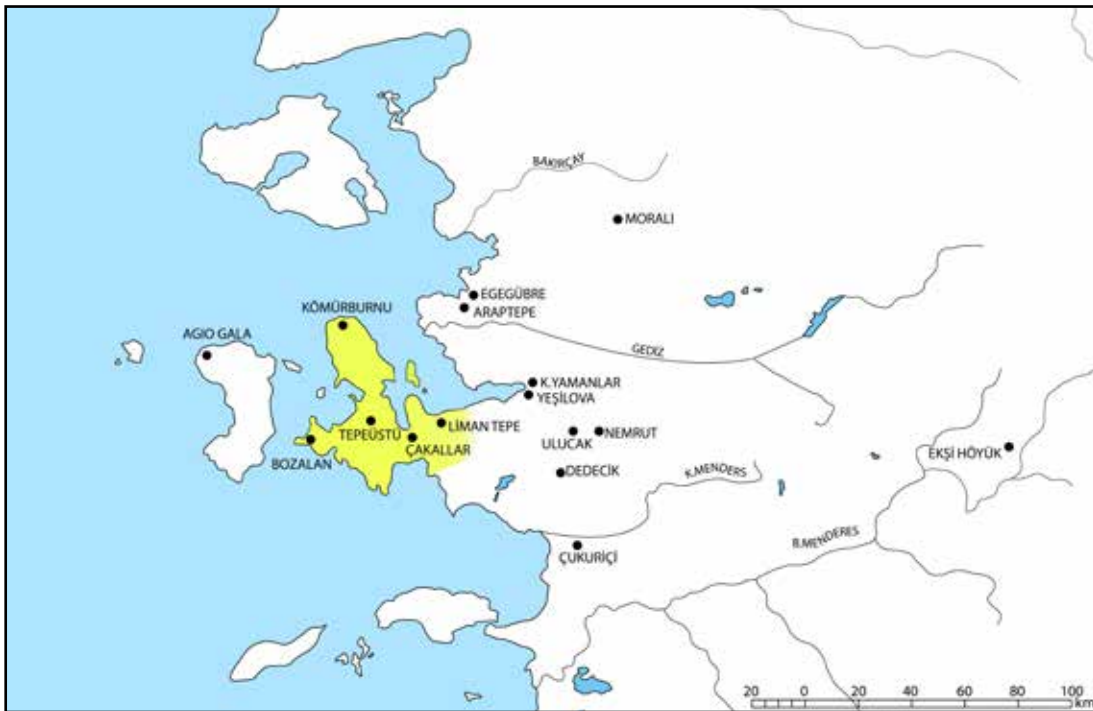 BAKIRÇAY
MORALI
EGEGÜBRE
ARAPTEPE
KÖMÜRBURNU
AGIO GALA
GEDIZ
K.YAMANLAR
YEŞİLOVA
LİMAN TEPE
TEPEÜSTÜ
ÇAKALLAR
ULUCAK
NEMRUT
BOZALAN
EKŞİ HÖYÜK
DEDECİK
K.MENDERS
B.MENDERES
ÇUKURİÇİ
20 0 20 40 60 80 100
km